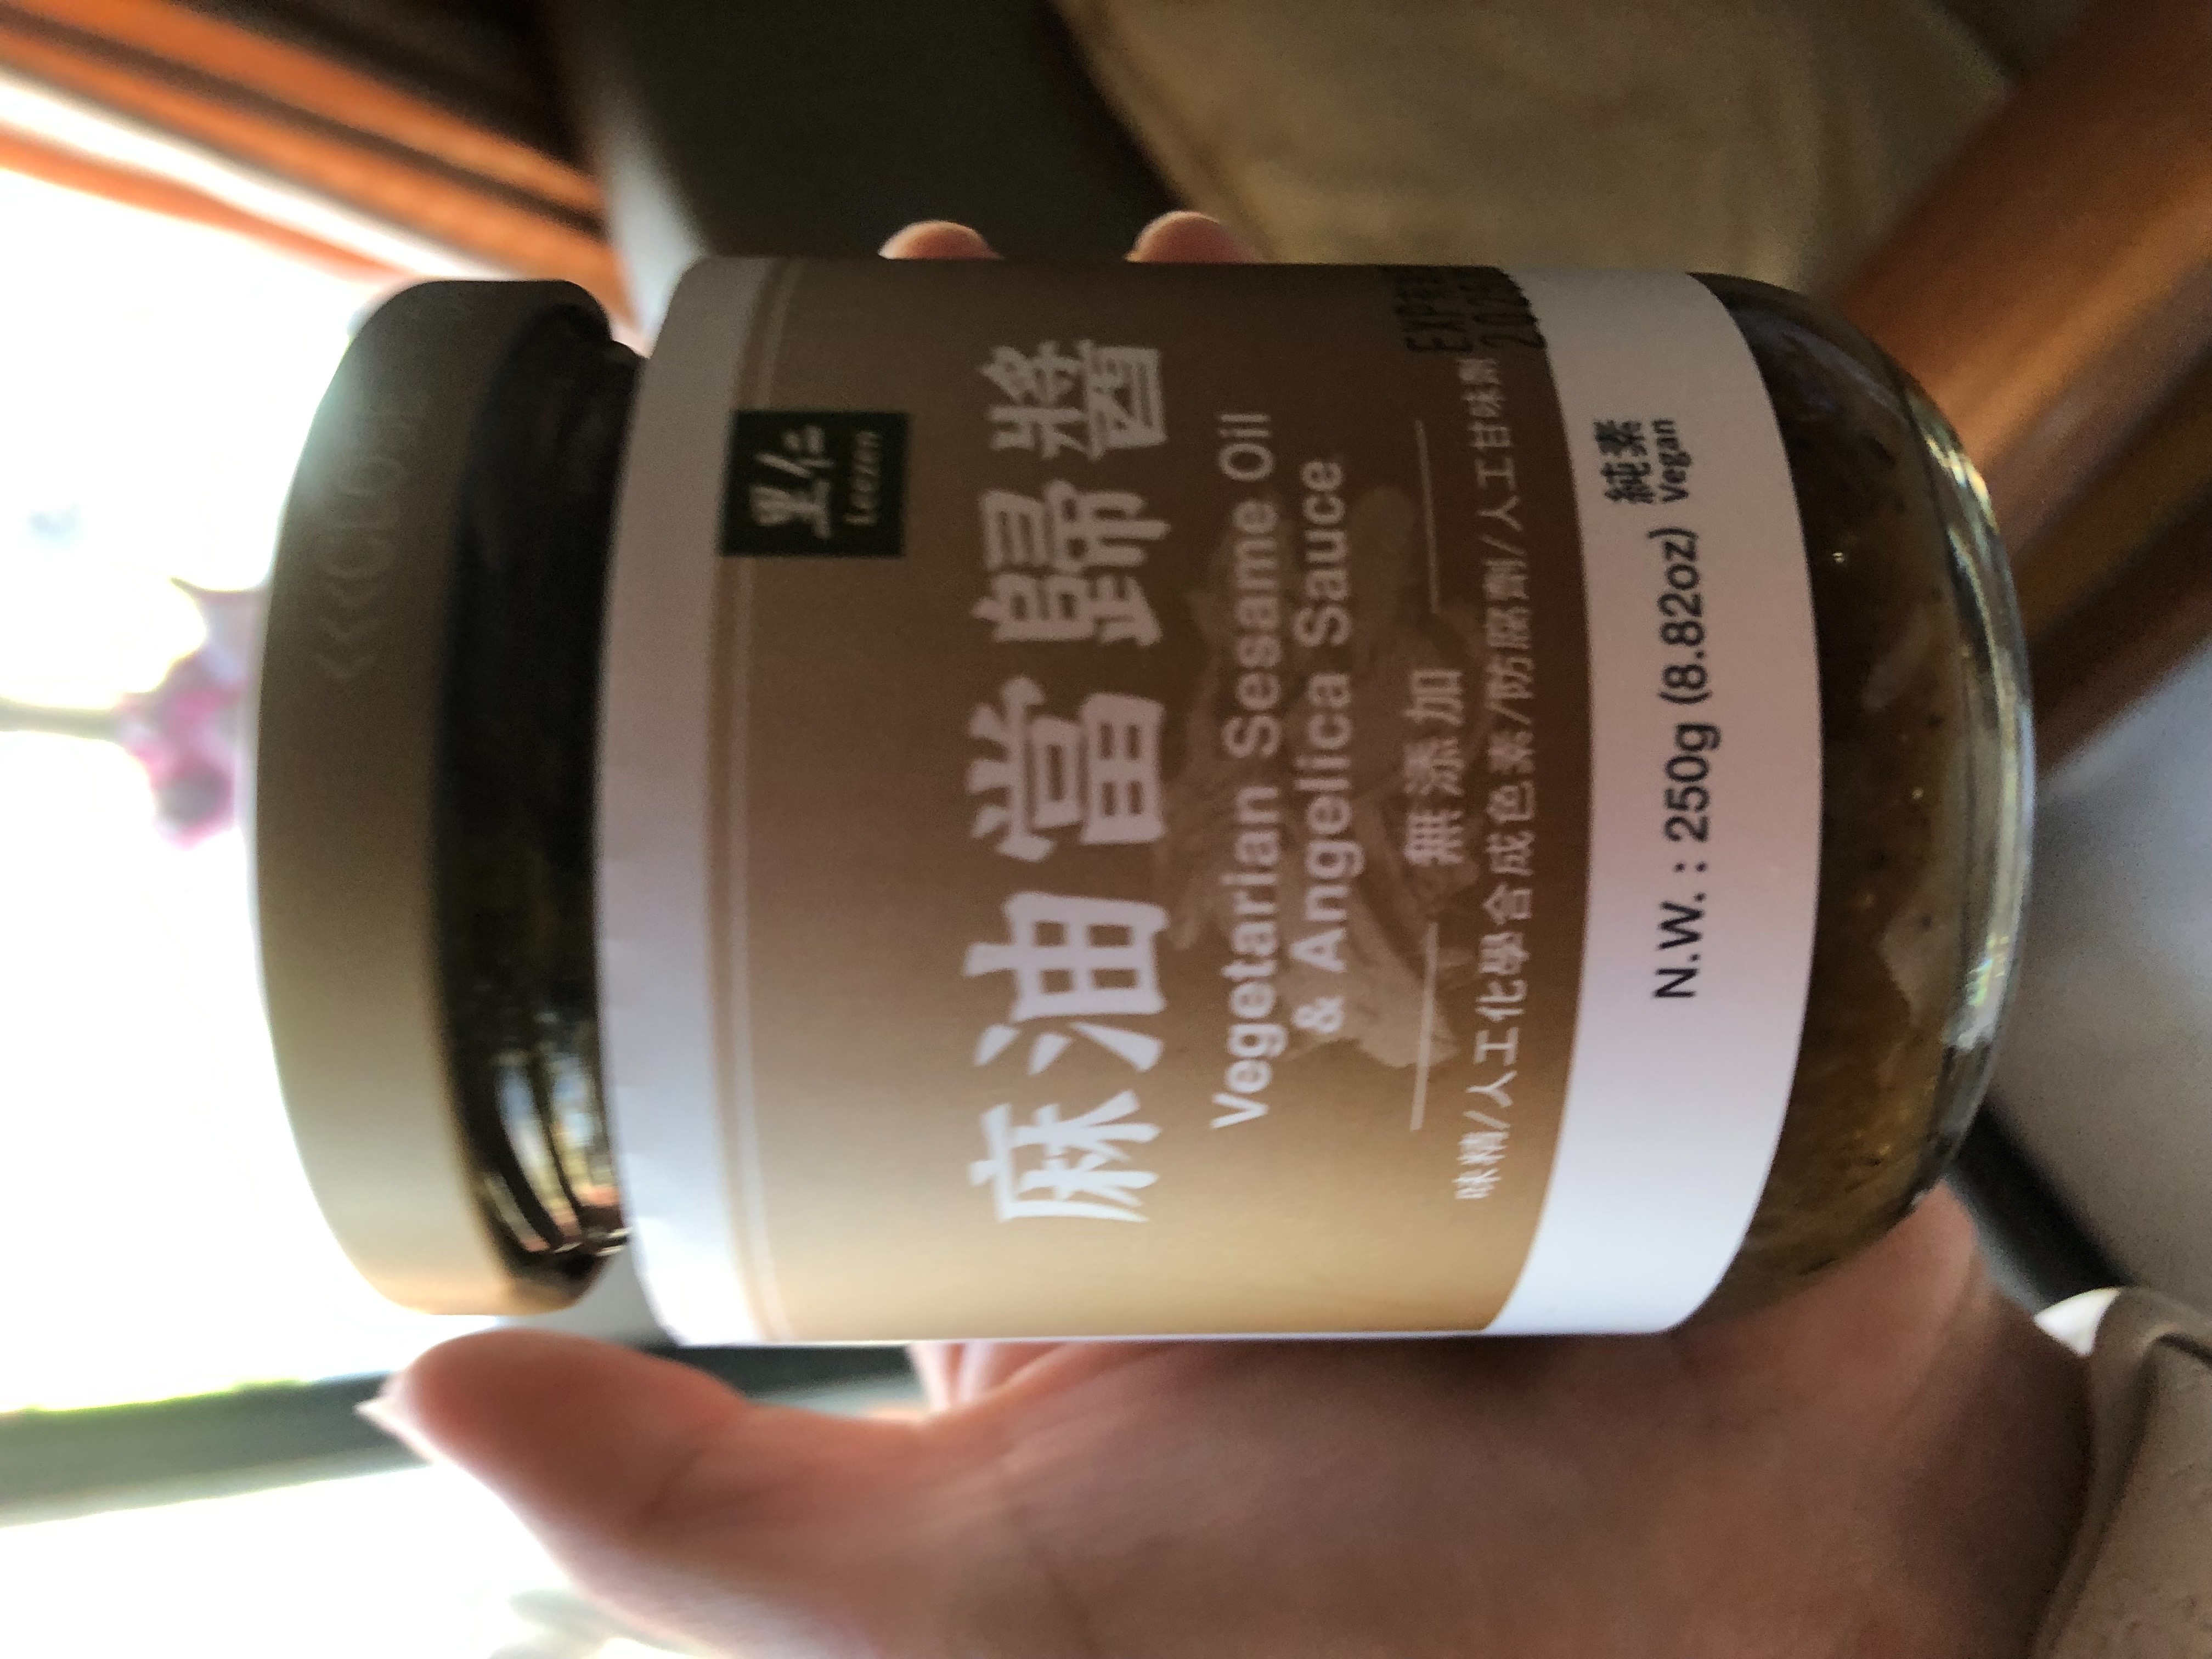 里仁
Leezen
麻油當歸醬
Vegetarian Sesame Oil
& Angelica Sauce
無添加
味精/人工化學合成色素/防腐劑/人工甘味劑
N.W. : 250g (8.82oz)
純素
Vegan